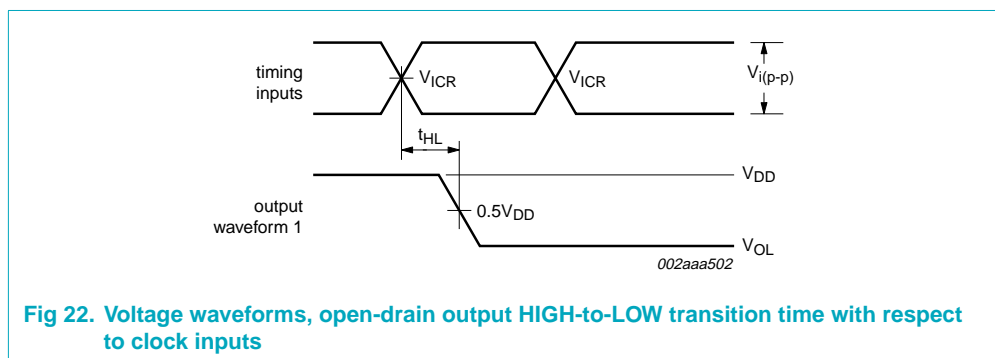 timing
inputs
V_ICR
V_ICR
V_i(p-p)
t_HL
output
waveform 1
V_DD
0.5V_DD
V_OL
002aaa502
Fig 22. Voltage waveforms, open-drain output HIGH-to-LOW transition time with respect
to clock inputs